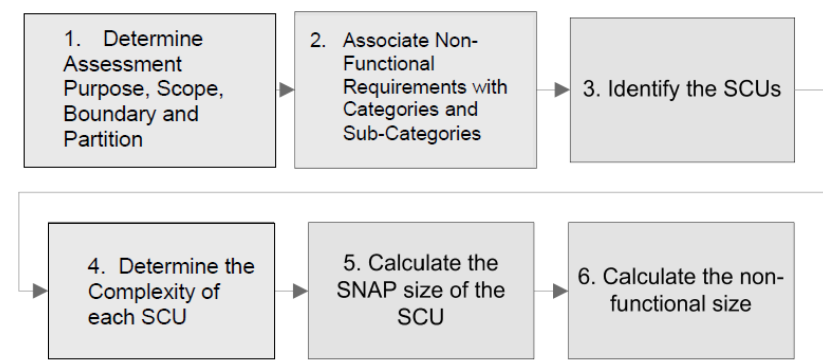 1. Determine
Assessment
Purpose, Scope,
Boundary and
Partition
2. Associate Non-
Functional
Requirements with
Categories and
Sub-Categories
3. Identify the SCUs
4. Determine the
Complexity of
each SCU
5. Calculate the
SNAP size of the
SCU
6. Calculate the non-
functional size